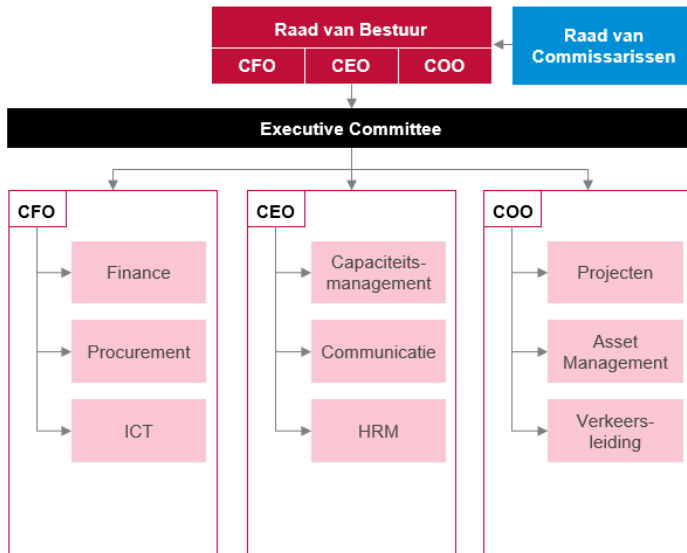 Raad van Bestuur
CFO CEO COO
Raad van
Commissarissen
Executive Committee
CFO
Finance
Procurement
ICT
CEO
Capaciteits-
management
Communicatie
HRM
COO
Projecten
Asset
Management
Verkeers-
leiding